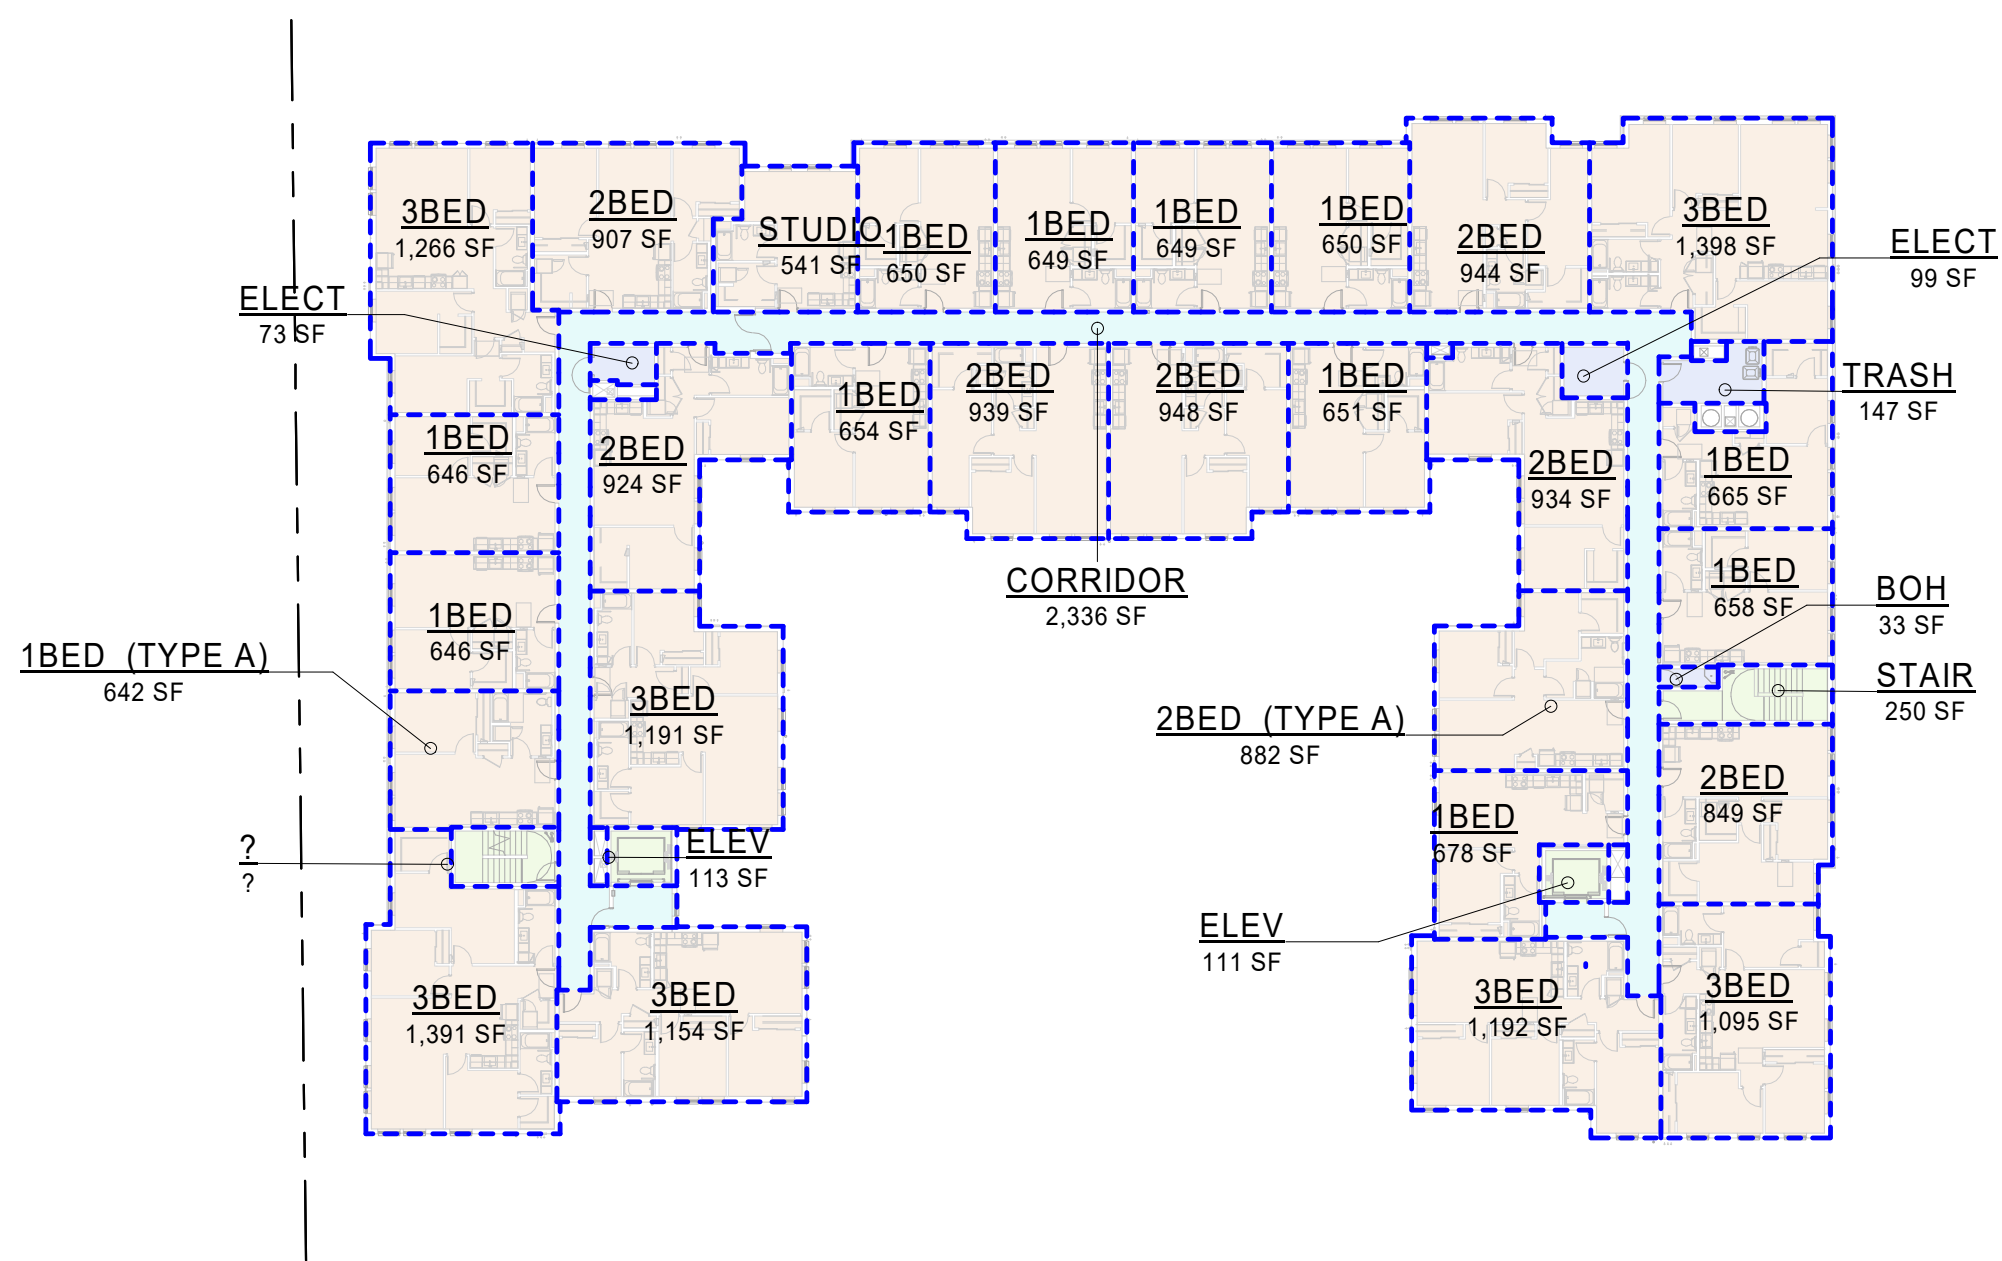 3BED
1,266 SF
2BED
907 SF
STUDIO
541 SF
1BED
650 SF
1BED
649 SF
1BED
649 SF
1BED
650 SF
2BED
944 SF
3BED
1,398 SF
ELECT
99 SF
ELECT
73 SF
1BED
654 SF
2BED
939 SF
2BED
948 SF
1BED
651 SF
TRASH
147 SF
1BED
646 SF
2BED
924 SF
2BED
934 SF
1BED
665 SF
CORRIDOR
2,336 SF
1BED
658 SF
BOH
33 SF
1BED
646 SF
1BED (TYPE A)
642 SF
3BED
1,191 SF
2BED (TYPE A)
882 SF
STAIR
250 SF
2BED
849 SF
?
?
ELEV
113 SF
1BED
678 SF
ELEV
111 SF
3BED
1,391 SF
3BED
1,154 SF
3BED
1,192 SF
3BED
1,095 SF